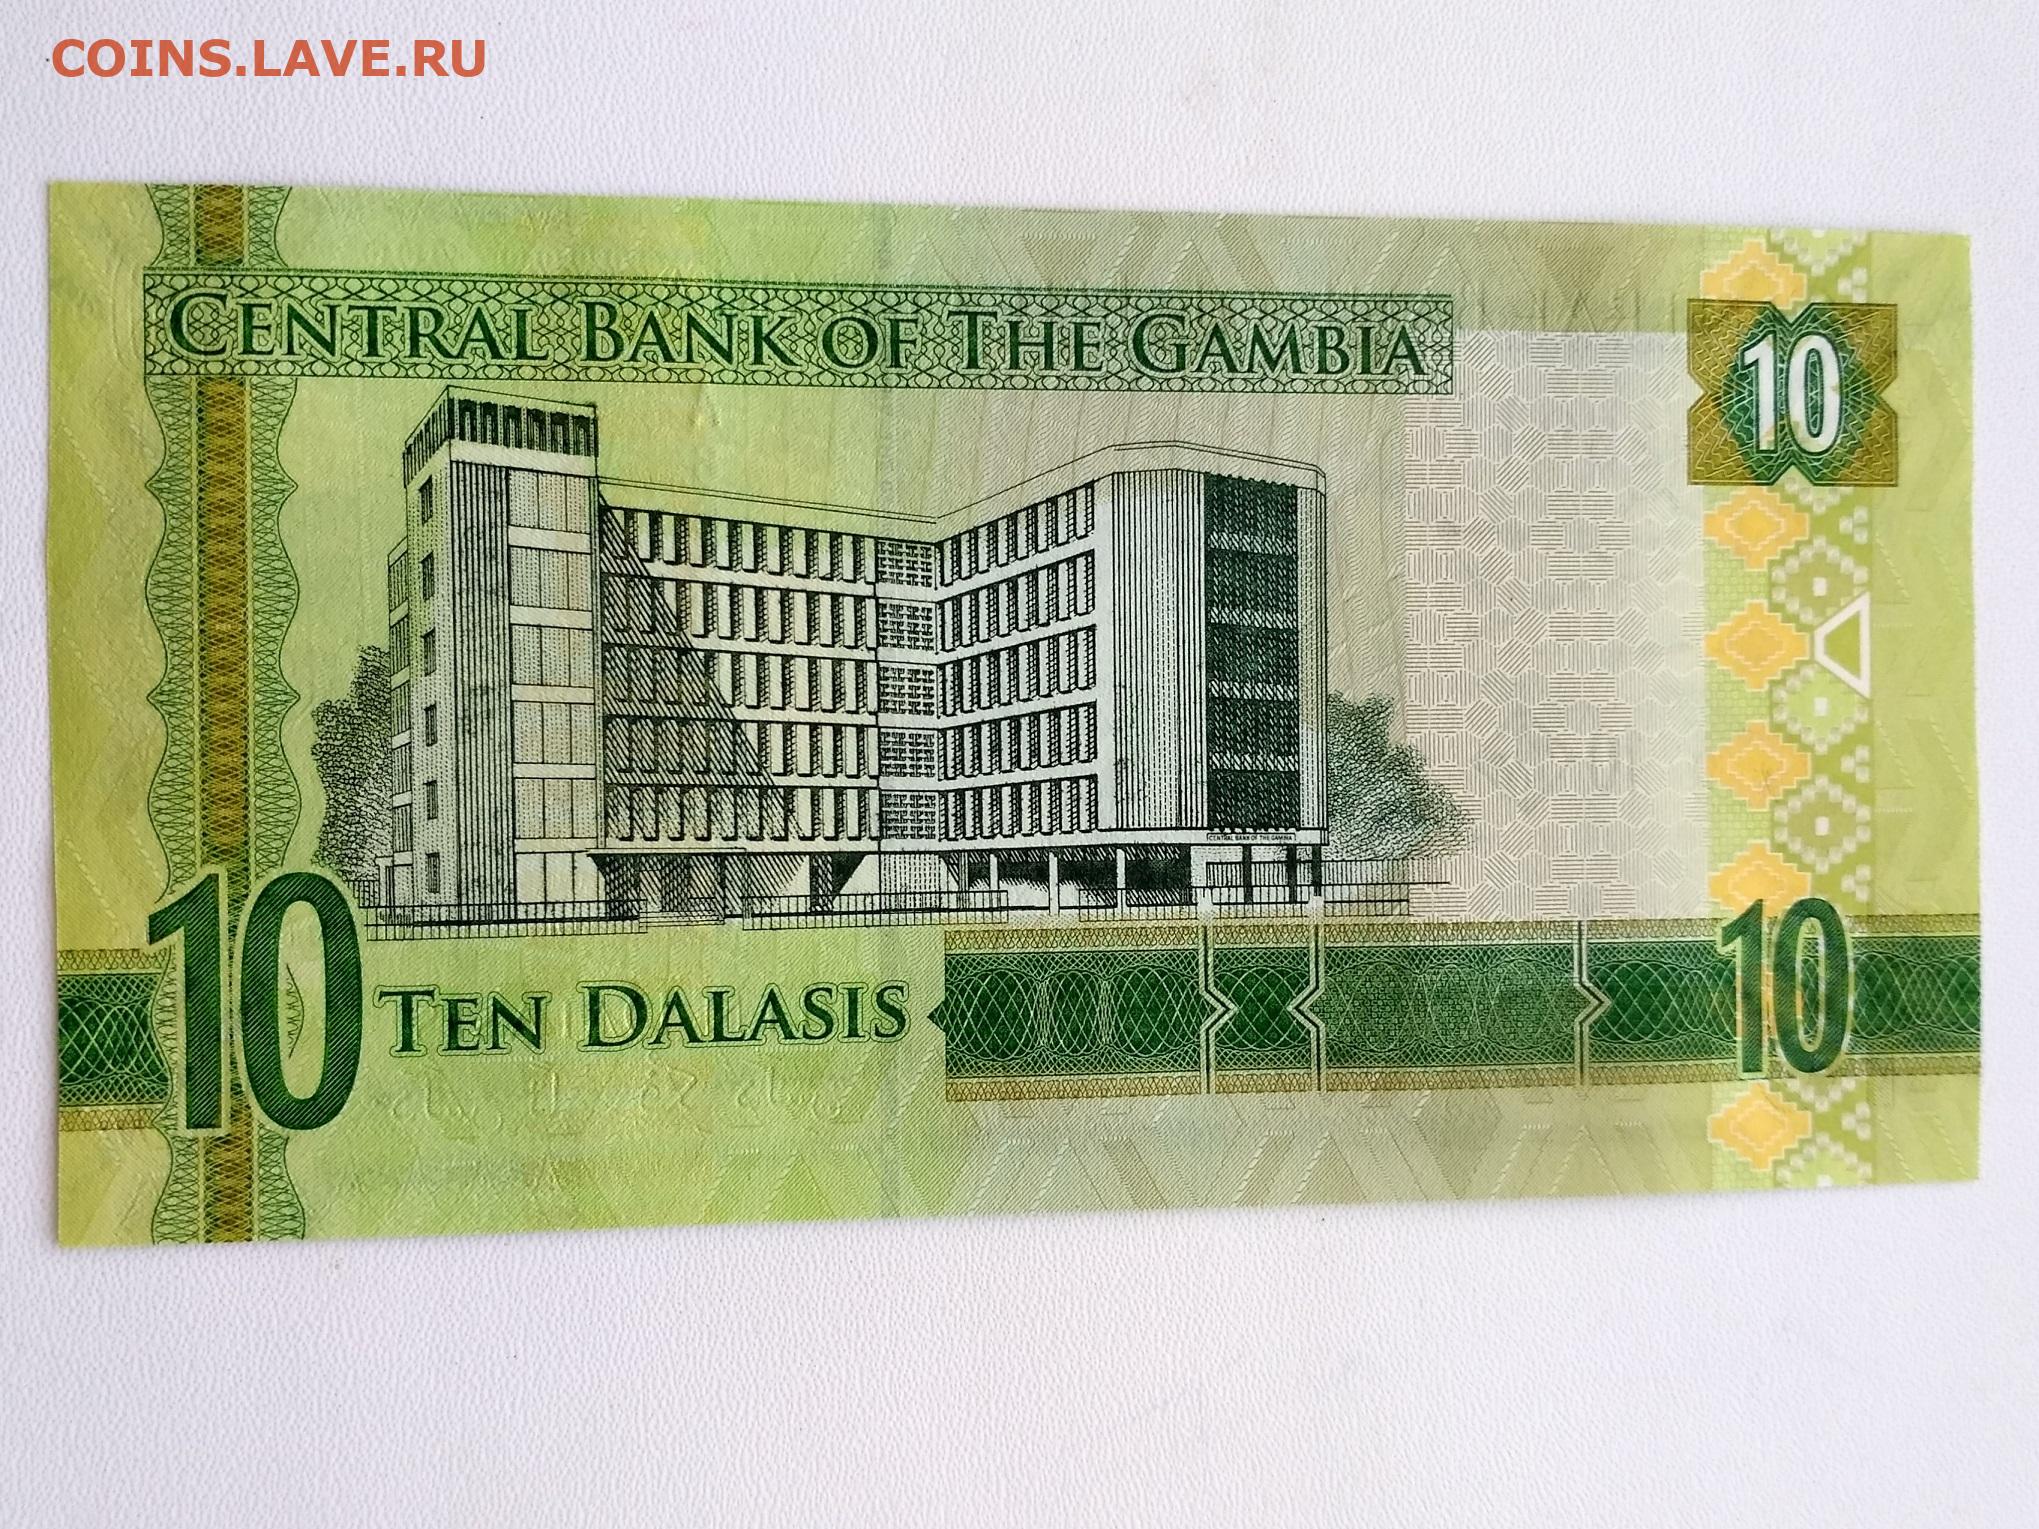 COINS.LAVE.RU
CENTRAL BANK OF THE GAMBIA
10
CENTRAL BANK OF THE GAMBIA
10
TEN DALASIS
10